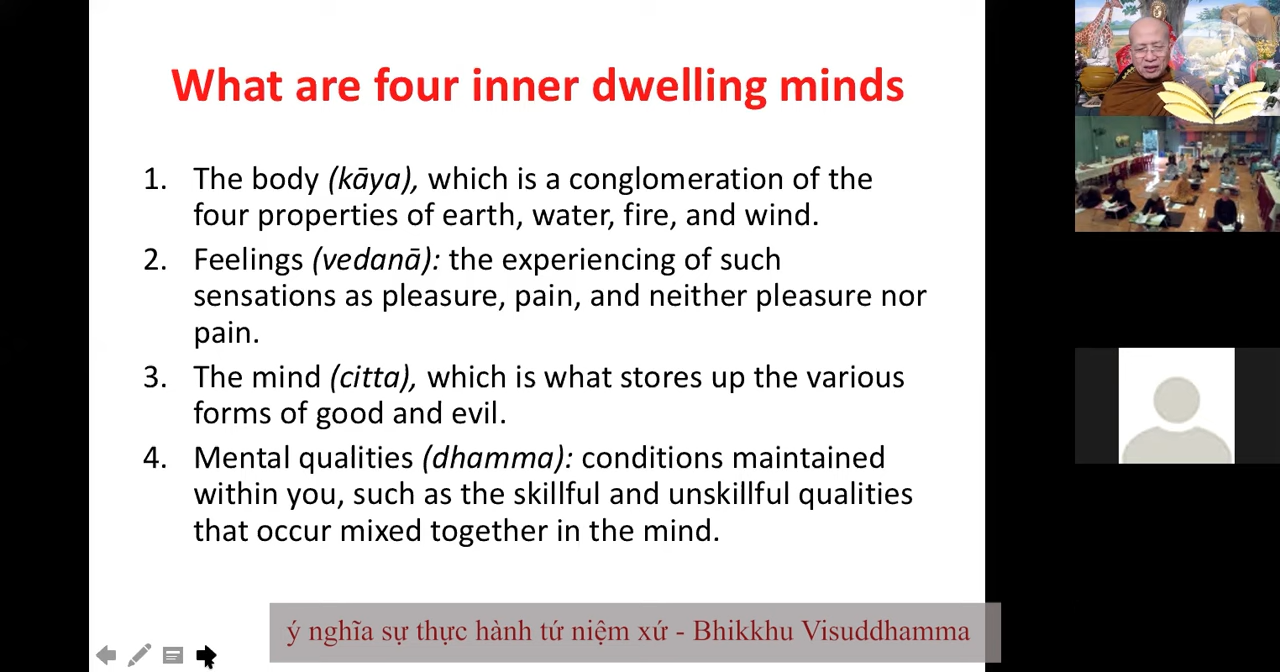 What are four inner dwelling minds
1. The body (kāya), which is a conglomeration of the
four properties of earth, water, fire, and wind.
2. Feelings (vedanā): the experiencing of such
sensations as pleasure, pain, and neither pleasure nor
pain.
3. The mind (citta), which is what stores up the various
forms of good and evil.
4. Mental qualities (dhamma): conditions maintained
within you, such as the skillful and unskillful qualities
that occur mixed together in the mind.
ý nghĩa sự thực hành tứ niệm xứ - Bhikkhu Visuddhamma